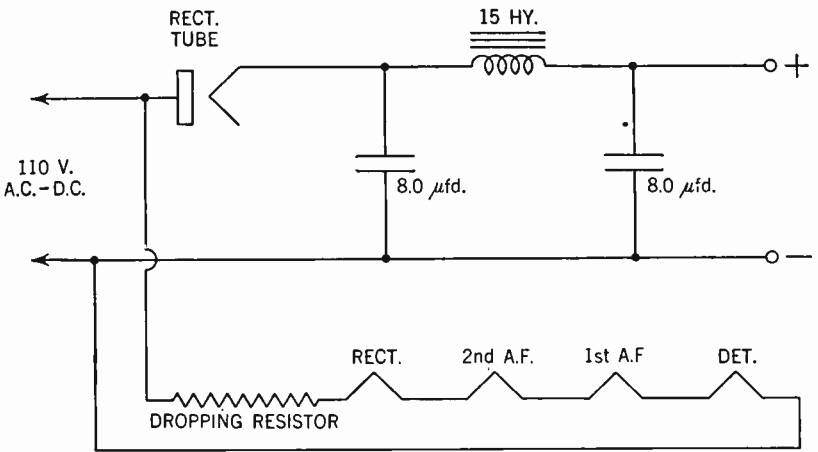 RECT.
TUBE
15 HY.
+
110 V.
A.C.-D.C.
8.0 µfd.
8.0 µfd.
—
RECT.
2nd A.F.
1st A.F
DET.
DROPPING RESISTOR